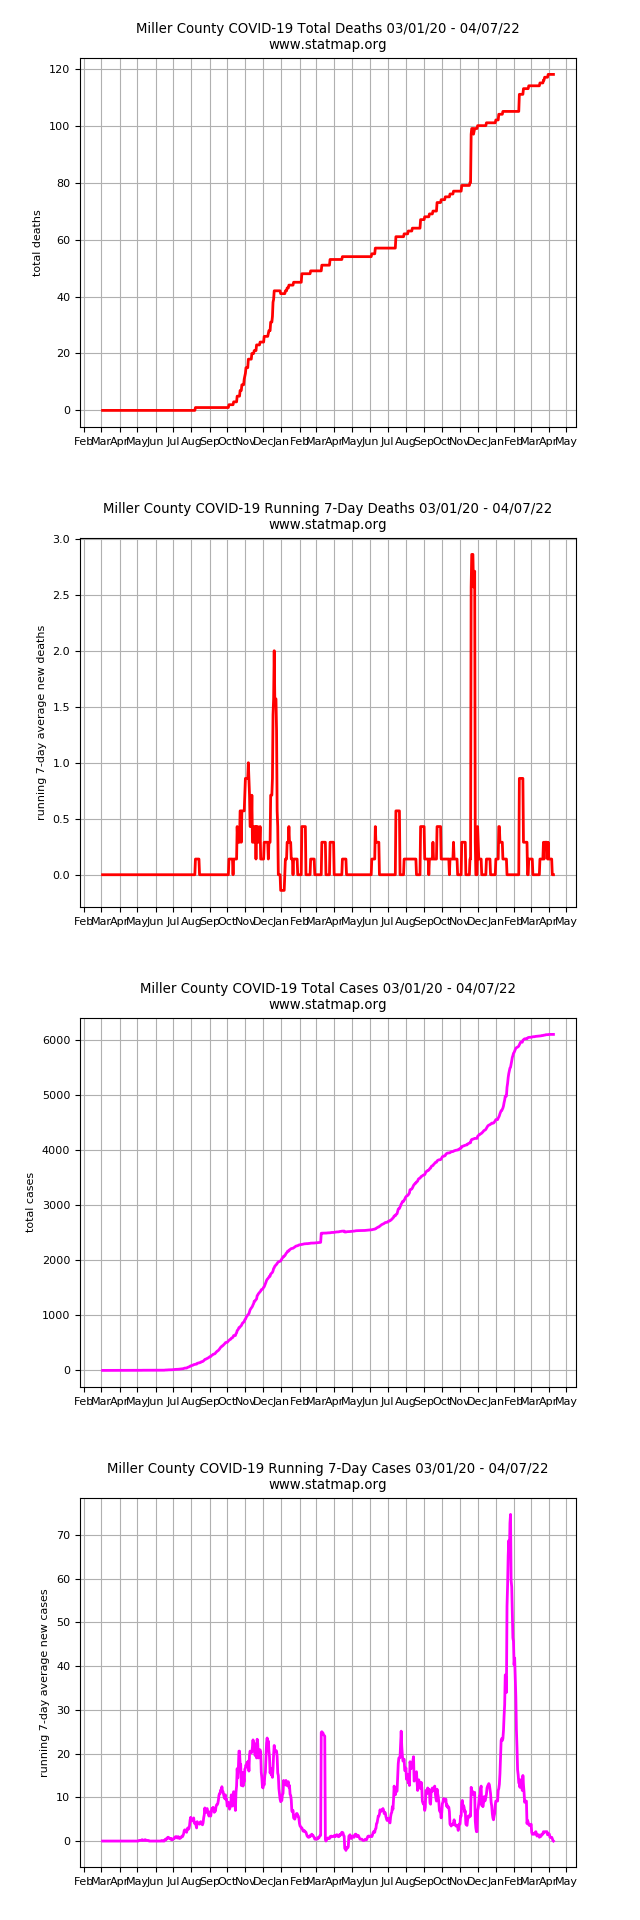 Miller County COVID-19 Total Deaths 03/01/20 - 04/07/22
www.statmap.org
120
100
80
60
40
20
0
total deaths
Feb Mar Apr May Jun Jul Aug Sep Oct Nov Dec Jan Feb Mar Apr May Jun Jul Aug Sep Oct Nov Dec Jan Feb Mar Apr May
Miller County COVID-19 Running 7-Day Deaths 03/01/20 - 04/07/22
www.statmap.org
3.0
2.5
2.0
1.5
1.0
0.5
0.0
running 7-day average new deaths
Feb Mar Apr May Jun Jul Aug Sep Oct Nov Dec Jan Feb Mar Apr May Jun Jul Aug Sep Oct Nov Dec Jan Feb Mar Apr May
Miller County COVID-19 Total Cases 03/01/20 - 04/07/22
www.statmap.org
6000
5000
4000
3000
2000
1000
0
total cases
Feb Mar Apr May Jun Jul Aug Sep Oct Nov Dec Jan Feb Mar Apr May Jun Jul Aug Sep Oct Nov Dec Jan Feb Mar Apr May
Miller County COVID-19 Running 7-Day Cases 03/01/20 - 04/07/22
www.statmap.org
70
60
50
40
30
20
10
0
running 7-day average new cases
Feb Mar Apr May Jun Jul Aug Sep Oct Nov Dec Jan Feb Mar Apr May Jun Jul Aug Sep Oct Nov Dec Jan Feb Mar Apr May